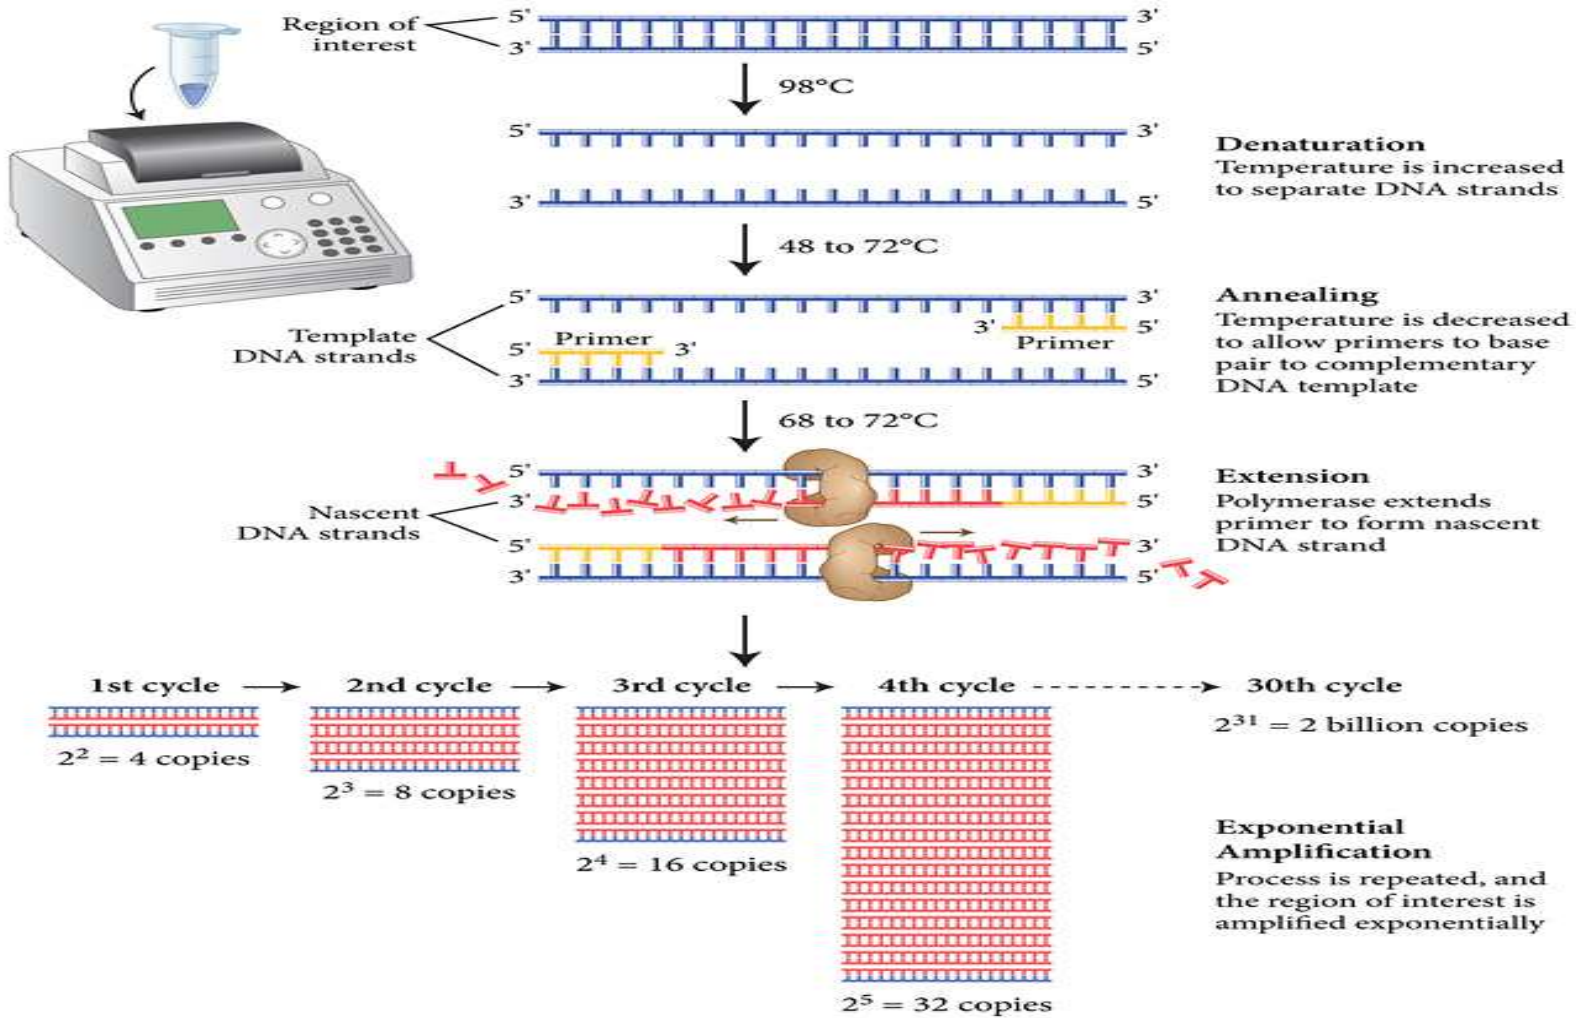 Region of
interest
5'
3'
3'
5'
98°C
5'
3'
3'
5'
Denaturation
Temperature is increased
to separate DNA strands
48 to 72°C
5'
3'
3'
5'
Primer
Template
DNA strands
5'
Primer
3'
3'
5'
Annealing
Temperature is decreased
to allow primers to base
pair to complementary
DNA template
68 to 72°C
5'
3'
3'
5'
Nascent
DNA strands
5'
3'
3'
5'
Extension
Polymerase extends
primer to form nascent
DNA strand
1st cycle
2nd cycle
3rd cycle
4th cycle
30th cycle
2² = 4 copies
2³ = 8 copies
2⁴ = 16 copies
2⁵ = 32 copies
2³¹ = 2 billion copies
Exponential
Amplification
Process is repeated, and
the region of interest is
amplified exponentially